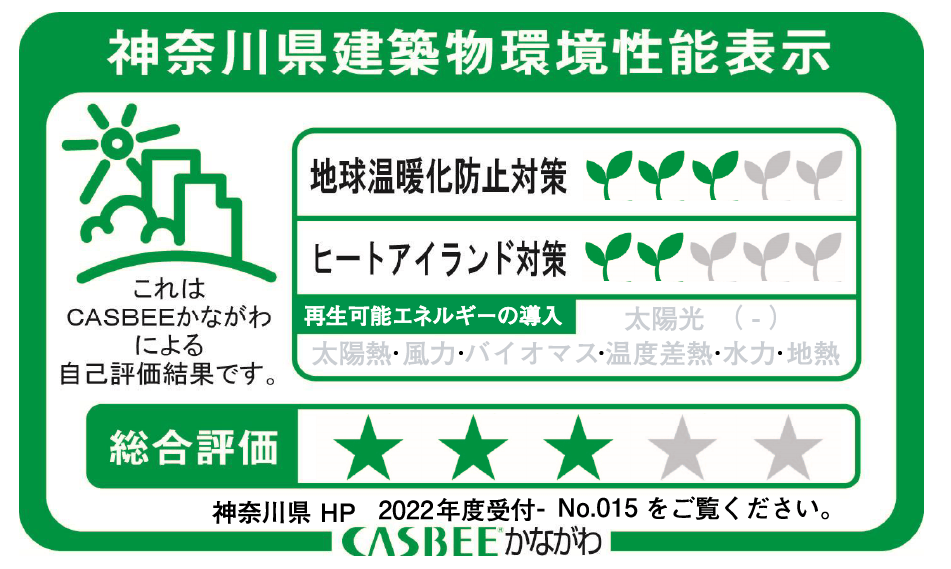 神奈川県建築物環境性能表示
地球温暖化防止対策
ヒートアイランド対策
再生可能エネルギーの導入 太陽光 （-）
太陽熱・風力・バイオマス・温度差熱・水力・地熱
これは
CASBEEかながわ
による
自己評価結果です。
総合評価
神奈川県 HP 2022年度受付- No.015 をご覧ください。
CASBEE®かながわ